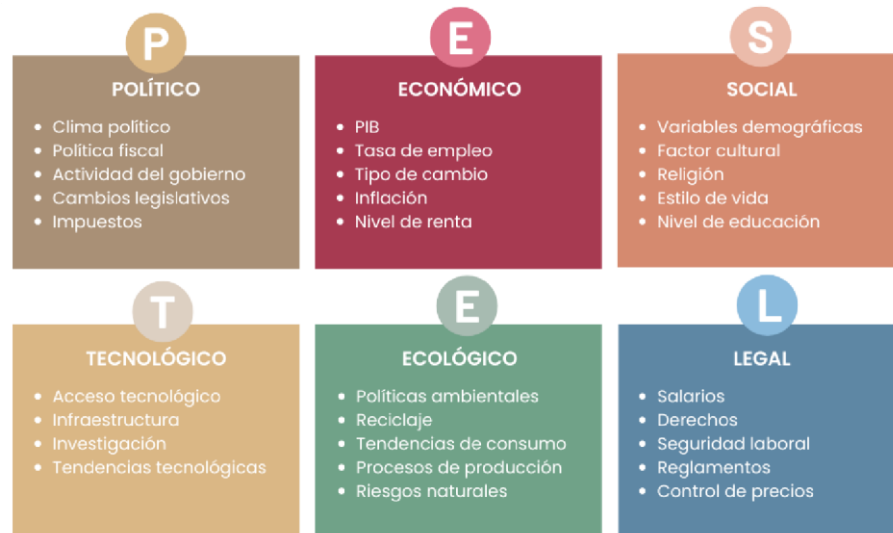 P
POLÍTICO
• Clima político
• Política fiscal
• Actividad del gobierno
• Cambios legislativos
• Impuestos
E
ECONÓMICO
• PIB
• Tasa de empleo
• Tipo de cambio
• Inflación
• Nivel de renta
S
SOCIAL
• Variables demográficas
• Factor cultural
• Religión
• Estilo de vida
• Nivel de educación
T
TECNOLÓGICO
• Acceso tecnológico
• Infraestructura
• Investigación
• Tendencias tecnológicas
E
ECOLÓGICO
• Políticas ambientales
• Reciclaje
• Tendencias de consumo
• Procesos de producción
• Riesgos naturales
L
LEGAL
• Salarios
• Derechos
• Seguridad laboral
• Reglamentos
• Control de precios